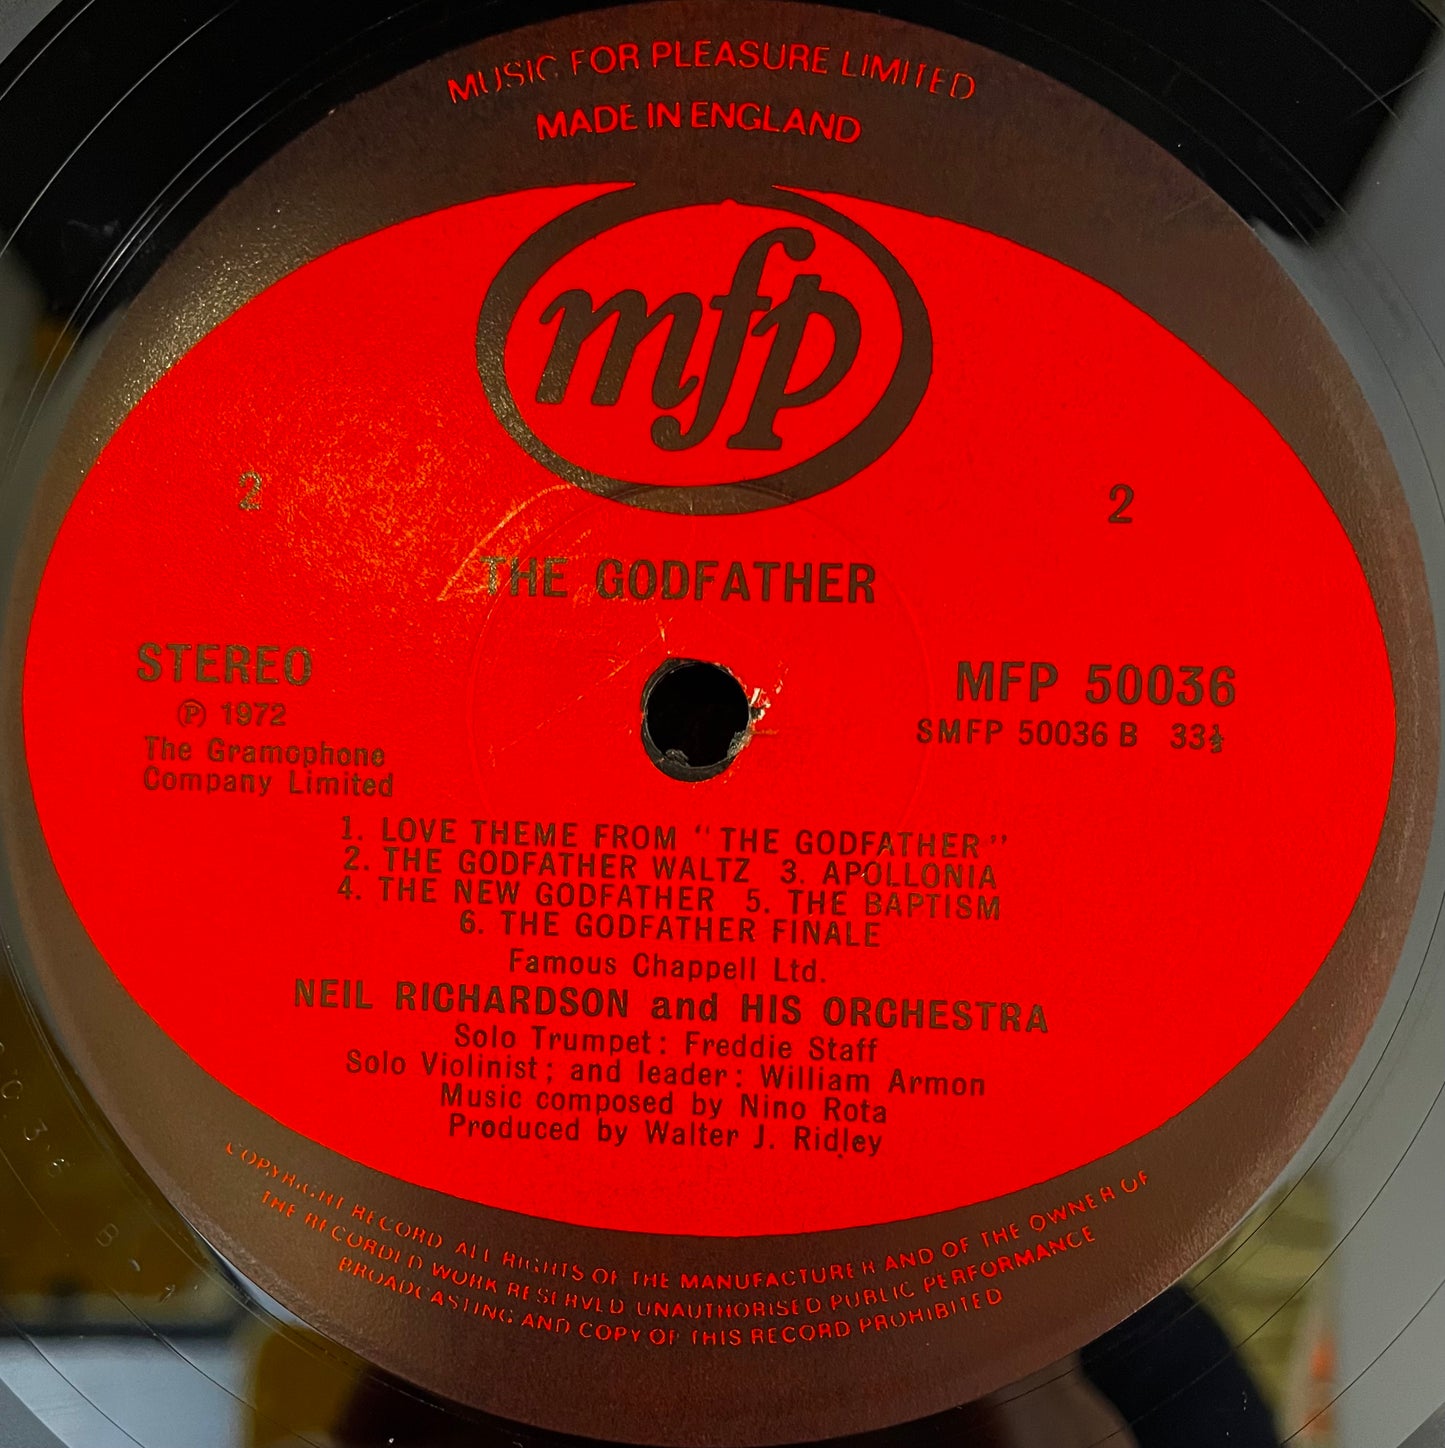 MUSIC FOR PLEASURE LIMITED
MADE IN ENGLAND
mfp
2 2
THE GODFATHER
STEREO
MFP 50036
℗ 1972
SMFP 50036 B 33⅓
The Gramophone
Company Limited
1. LOVE THEME FROM "THE GODFATHER"
2. THE GODFATHER WALTZ 3. APOLLONIA
4. THE NEW GODFATHER 5. THE BAPTISM
6. THE GODFATHER FINALE
Famous Chappell Ltd.
NEIL RICHARDSON and HIS ORCHESTRA
Solo Trumpet: Freddie Staff
Solo Violinist; and leader: William Armon
Music composed by Nino Rota
Produced by Walter J. Ridley
COPYRIGHT RECORD ALL RIGHTS OF THE MANUFACTURER AND OF THE OWNER OF
THE RECORDED WORK RESERVED UNAUTHORISED PUBLIC PERFORMANCE
BROADCASTING AND COPY OF THIS RECORD PROHIBITED